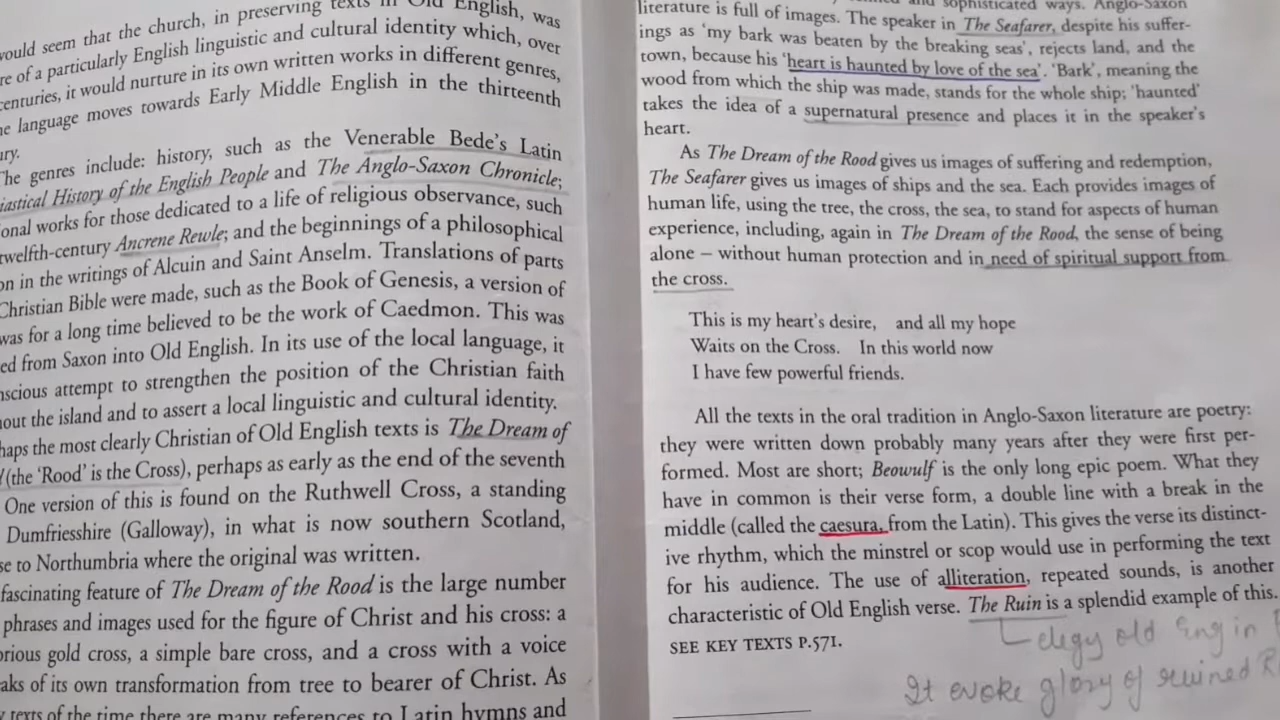 would seem that the church, in preserving texts in Old English, was
re of a particularly English linguistic and cultural identity which, over
centuries, it would nurture in its own written works in different genres,
he language moves towards Early Middle English in the thirteenth
ury.
The genres include: history, such as the Venerable Bede's Latin
iastical History of the English People and The Anglo-Saxon Chronicle;
onal works for those dedicated to a life of religious observance, such
twelfth-century Ancrene Rewle; and the beginnings of a philosophical
on in the writings of Alcuin and Saint Anselm. Translations of parts
Christian Bible were made, such as the Book of Genesis, a version of
was for a long time believed to be the work of Caedmon. This was
ed from Saxon into Old English. In its use of the local language, it
nscious attempt to strengthen the position of the Christian faith
hout the island and to assert a local linguistic and cultural identity.
haps the most clearly Christian of Old English texts is The Dream of
(the 'Rood' is the Cross), perhaps as early as the end of the seventh
One version of this is found on the Ruthwell Cross, a standing
Dumfriesshire (Galloway), in what is now southern Scotland,
se to Northumbria where the original was written.
fascinating feature of The Dream of the Rood is the large number
phrases and images used for the figure of Christ and his cross: a
orious gold cross, a simple bare cross, and a cross with a voice
aks of its own transformation from tree to bearer of Christ. As
texts of the time there are many references to Latin hymns and
sophisticated ways. Anglo-Saxon
literature is full of images. The speaker in The Seafarer, despite his suffer-
ings as 'my bark was beaten by the breaking seas', rejects land, and the
town, because his 'heart is haunted by love of the sea'. 'Bark', meaning the
wood from which the ship was made, stands for the whole ship; 'haunted'
takes the idea of a supernatural presence and places it in the speaker's
heart.
As The Dream of the Rood gives us images of suffering and redemption,
The Seafarer gives us images of ships and the sea. Each provides images of
human life, using the tree, the cross, the sea, to stand for aspects of human
experience, including, again in The Dream of the Rood, the sense of being
alone – without human protection and in need of spiritual support from
the cross.
This is my heart's desire, and all my hope
Waits on the Cross. In this world now
I have few powerful friends.
All the texts in the oral tradition in Anglo-Saxon literature are poetry:
they were written down probably many years after they were first per-
formed. Most are short; Beowulf is the only long epic poem. What they
have in common is their verse form, a double line with a break in the
middle (called the caesura, from the Latin). This gives the verse its distinct-
ive rhythm, which the minstrel or scop would use in performing the text
for his audience. The use of alliteration, repeated sounds, is another
characteristic of Old English verse. The Ruin is a splendid example of this.
SEE KEY TEXTS P.571.
elegy old Eng in
It evoke glory of ruined R